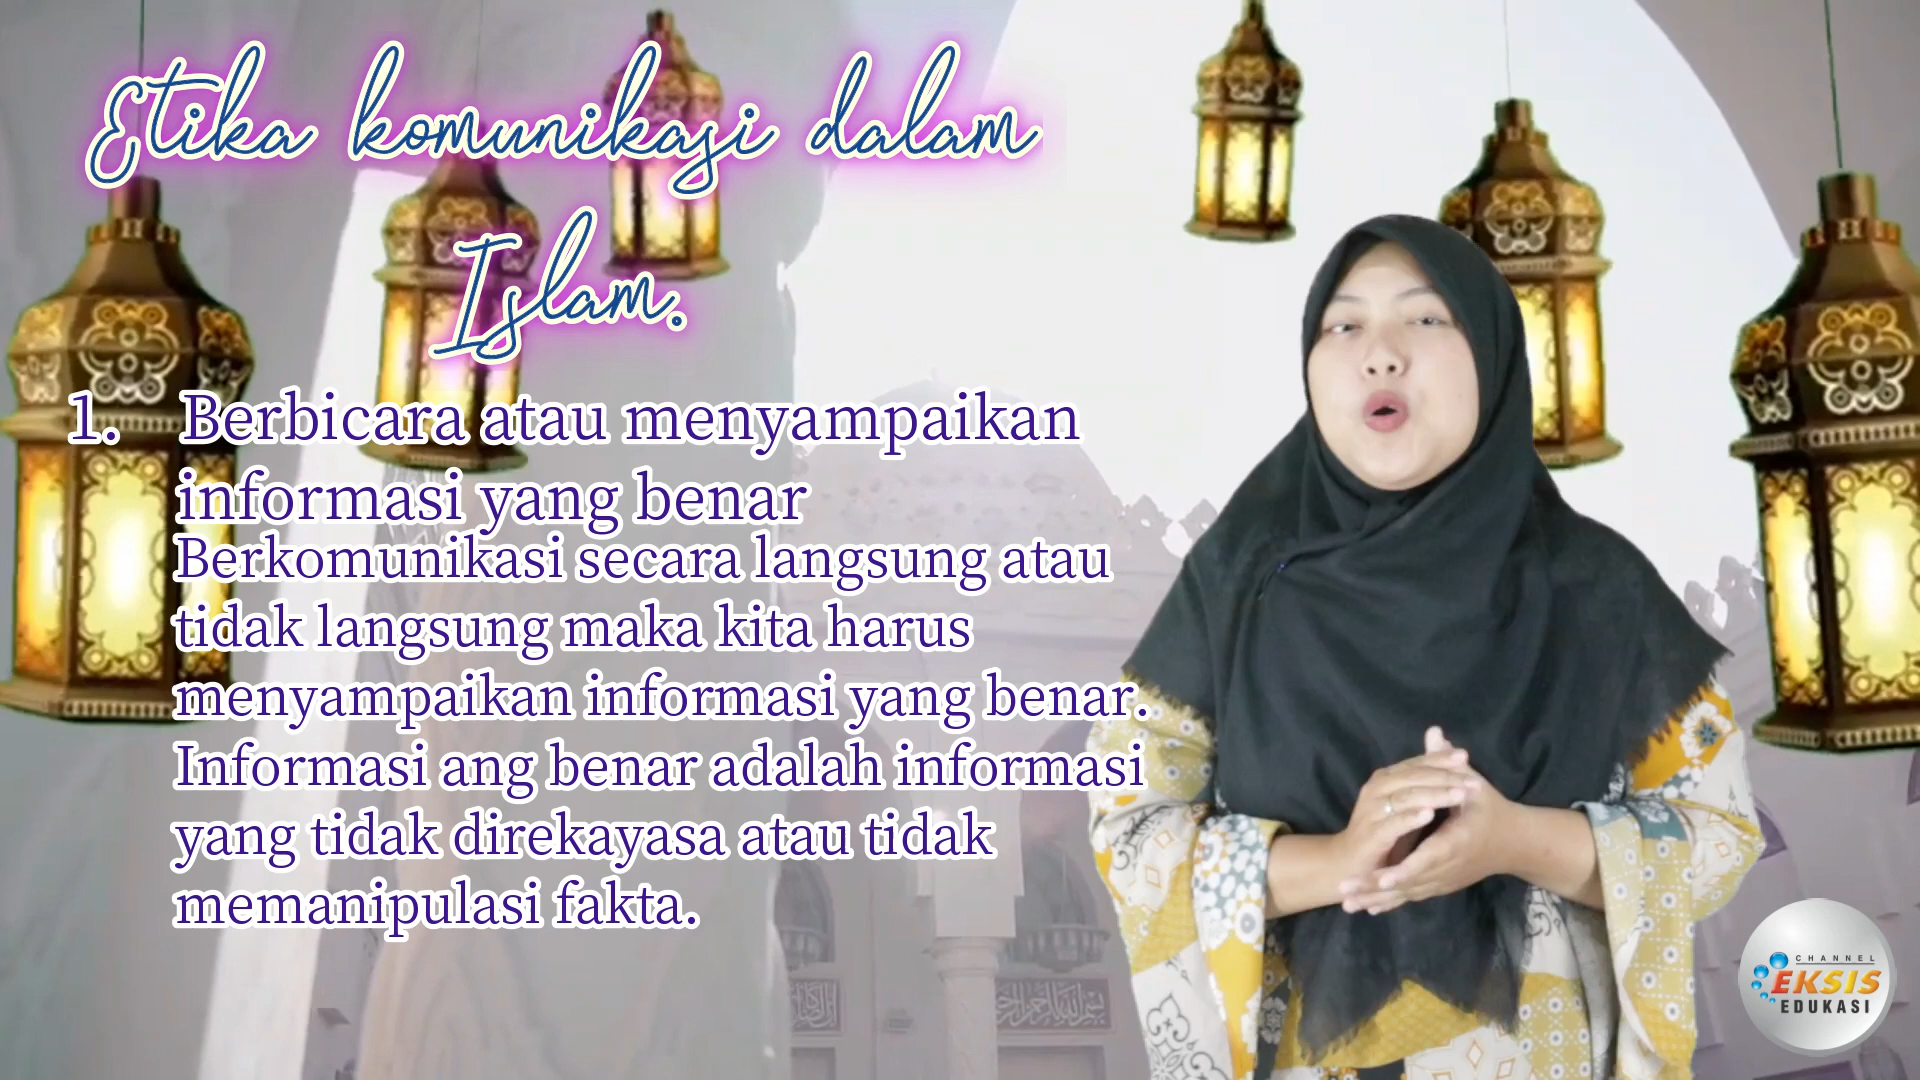 Etika komunikasi dalam
Islam.
1. Berbicara atau menyampaikan
informasi yang benar
Berkomunikasi secara langsung atau
tidak langsung maka kita harus
menyampaikan informasi yang benar.
Informasi ang benar adalah informasi
yang tidak direkayasa atau tidak
memanipulasi fakta.
CHANNEL
EKSIS
EDUKASI